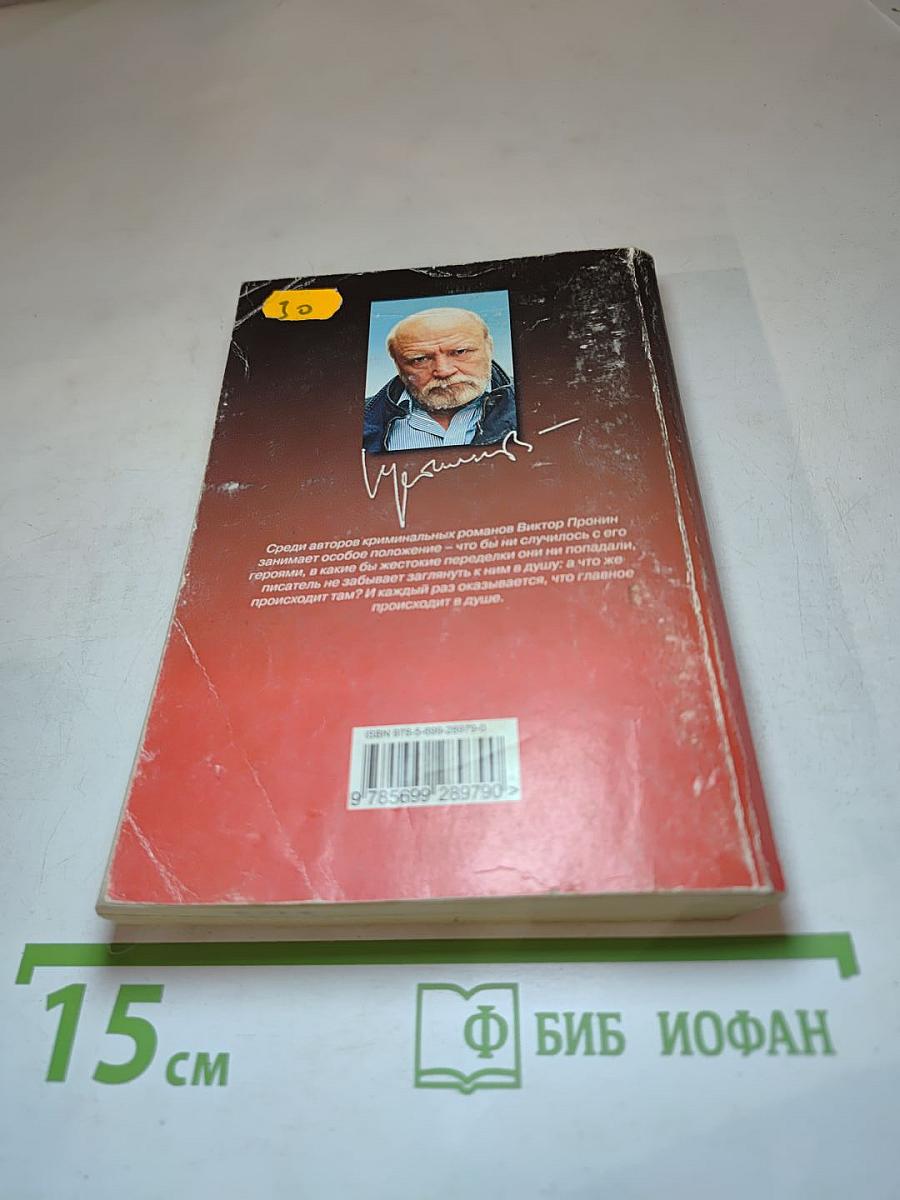 30
Среди авторов криминальных романов Виктор Пронин
занимает особое положение – что бы ни случилось с его
героями, в какие бы жестокие переделки они ни попадали,
писатель не забывает заглянуть к ним в душу: а что же
происходит там? И каждый раз оказывается, что главное
происходит в душе.
ISBN 978-5-699-28979-0
9 785699 289790 >
15 см
Ф БИБ ИОФАН